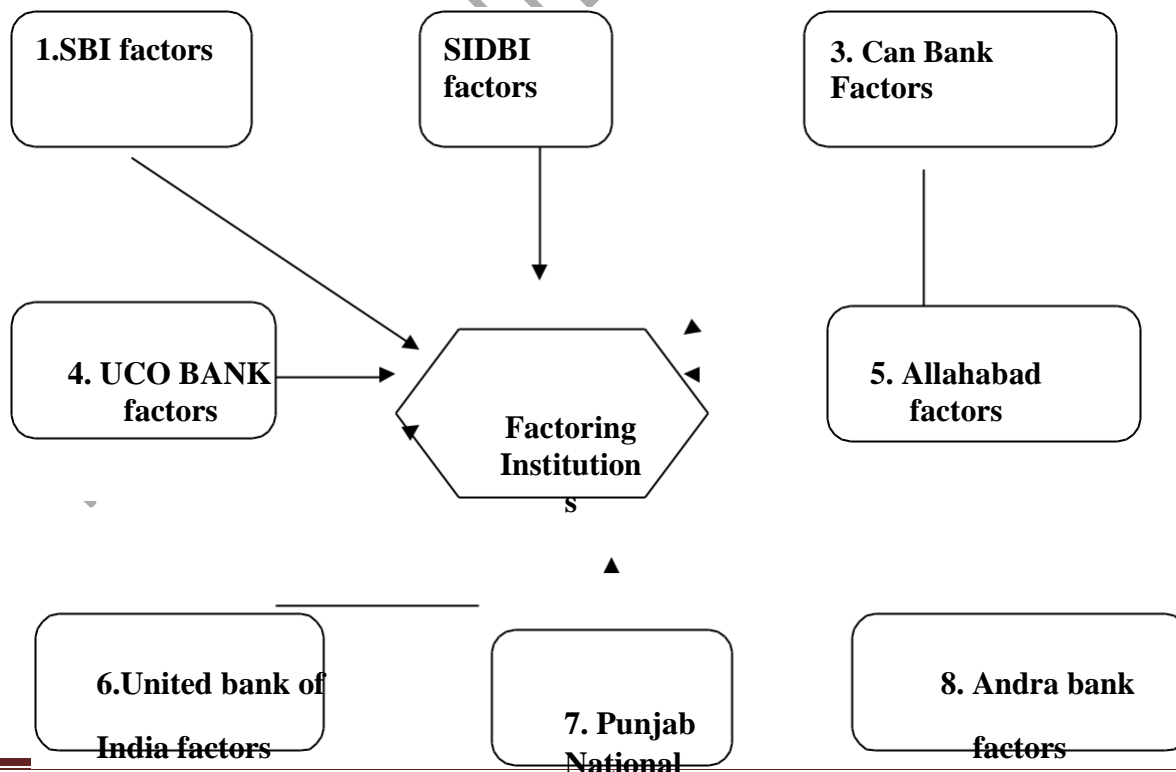 1.SBI factors
SIDBI
factors
3. Can Bank
Factors
4. UCO BANK
factors
Factoring
Institution
s
5. Allahabad
factors
6.United bank of
India factors
7. Punjab
National
8. Andra bank
factors